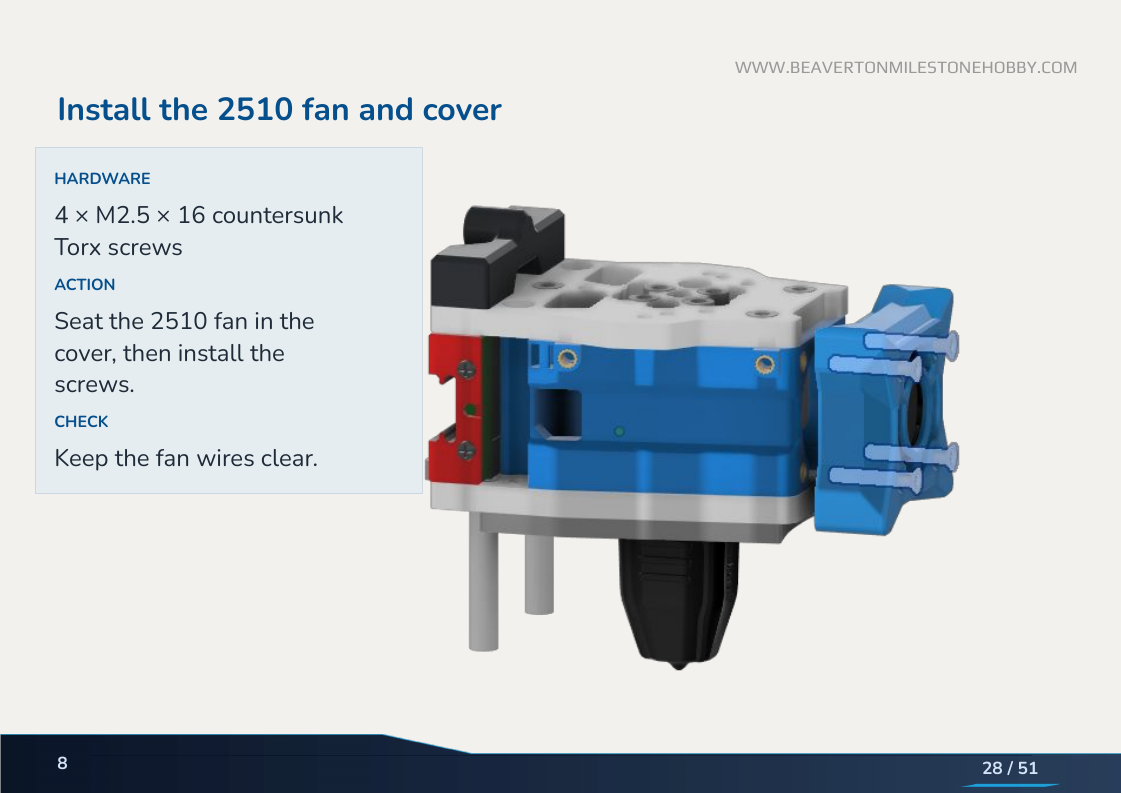 WWW.BEAVERTONMILESTONEHOBBY.COM
Install the 2510 fan and cover
HARDWARE
4 × M2.5 × 16 countersunk
Torx screws
ACTION
Seat the 2510 fan in the
cover, then install the
screws.
CHECK
Keep the fan wires clear.
8
28 / 51